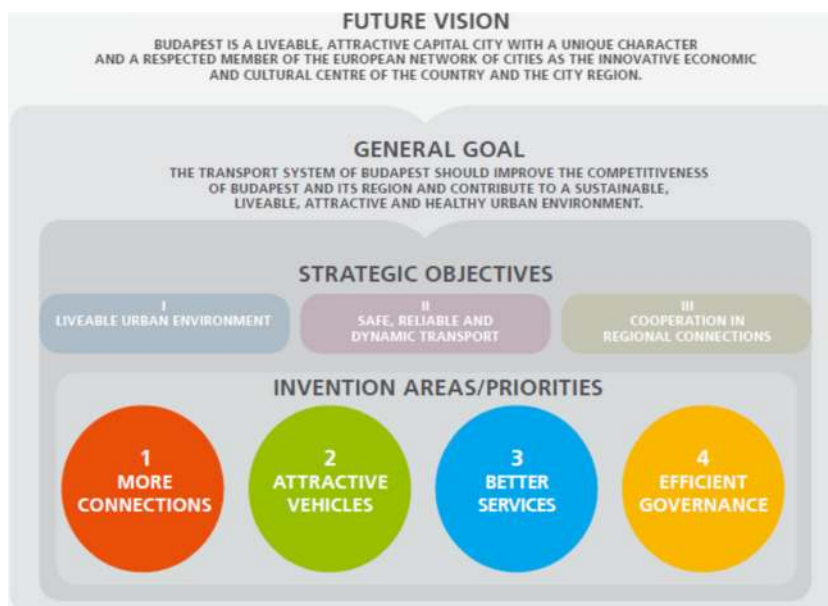 FUTURE VISION
BUDAPEST IS A LIVEABLE, ATTRACTIVE CAPITAL CITY WITH A UNIQUE CHARACTER
AND A RESPECTED MEMBER OF THE EUROPEAN NETWORK OF CITIES AS THE INNOVATIVE ECONOMIC
AND CULTURAL CENTRE OF THE COUNTRY AND THE CITY REGION.
GENERAL GOAL
THE TRANSPORT SYSTEM OF BUDAPEST SHOULD IMPROVE THE COMPETITIVENESS
OF BUDAPEST AND ITS REGION AND CONTRIBUTE TO A SUSTAINABLE,
LIVEABLE, ATTRACTIVE AND HEALTHY URBAN ENVIRONMENT.
STRATEGIC OBJECTIVES
I
LIVEABLE URBAN ENVIRONMENT
II
SAFE, RELIABLE AND
DYNAMIC TRANSPORT
III
COOPERATION IN
REGIONAL CONNECTIONS
INVENTION AREAS/PRIORITIES
1
MORE
CONNECTIONS
2
ATTRACTIVE
VEHICLES
3
BETTER
SERVICES
4
EFFICIENT
GOVERNANCE